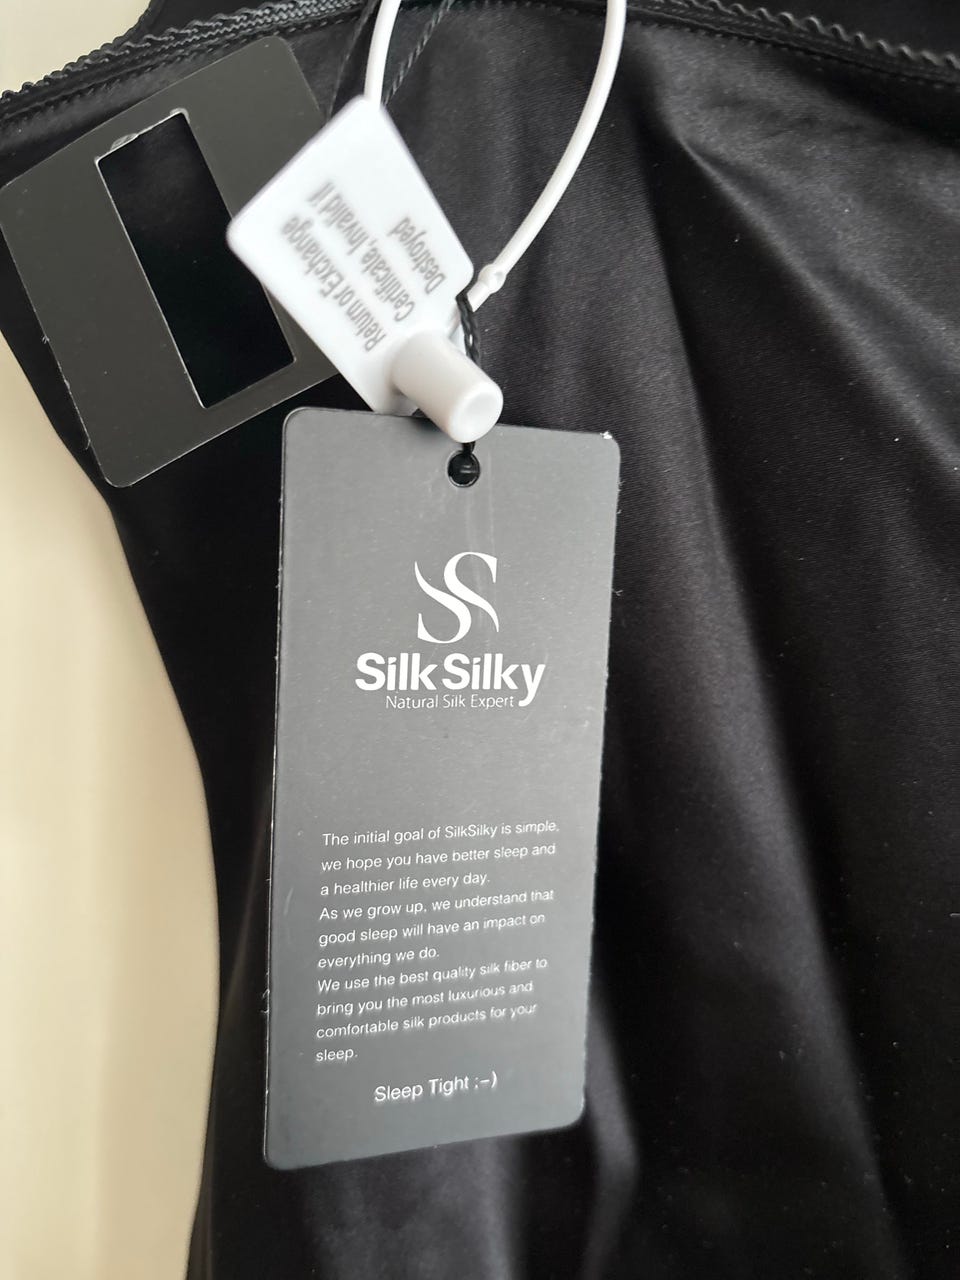 Return or Exchange
Certificate, Invalid if
Destroyed
SilkSilky
Natural Silk Expert
The initial goal of SilkSilky is simple,
we hope you have better sleep and
a healthier life every day.
As we grow up, we understand that
good sleep will have an impact on
everything we do.
We use the best quality silk fiber to
bring you the most luxurious and
comfortable silk products for your
sleep.
Sleep Tight ;-)